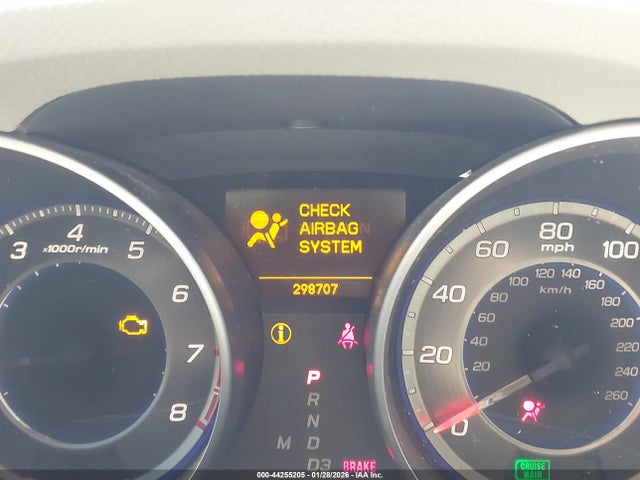 CHECK
AIRBAG
SYSTEM
298707
3 4 5 6 7 8
x1000r/min
P
R
N
D
D3
M
BRAKE
0 20 40 60 80 100
mph
20 40 60 80 100 120 140 160 180 200 220 240 260
km/h
CRUISE
MAIN
000-44255205 - 01/28/2026 - © IAA Inc.